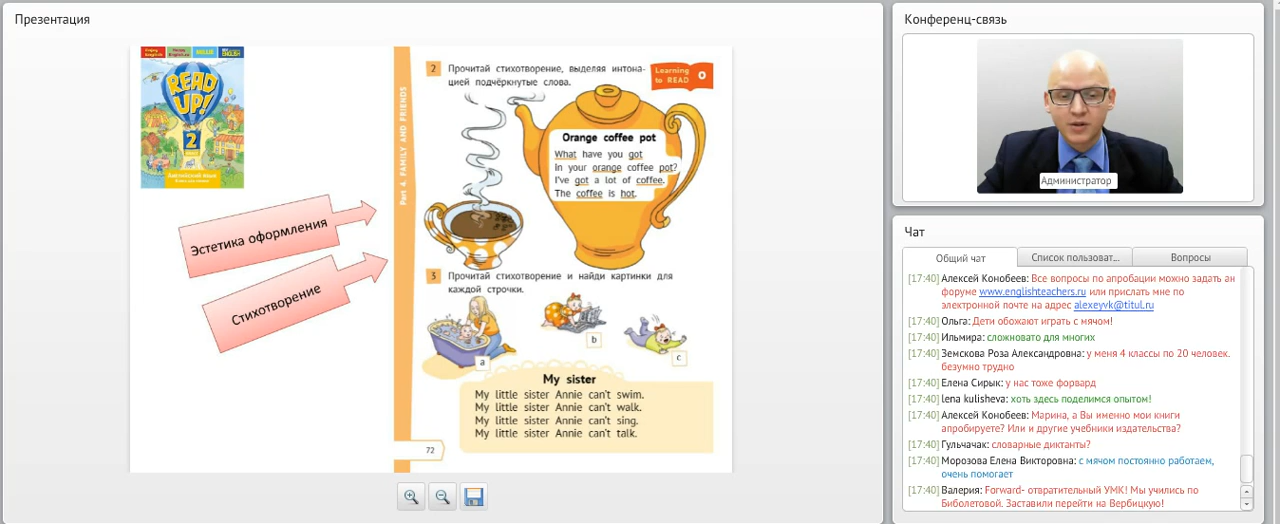 Презентация
READ
UP!
2
Эстетика оформления
Стихотворение
Part 4. FAMILY AND FRIENDS
2 Прочитай стихотворение, выделяя интона-
цией подчёркнутые слова.
Learning
to READ
O
Orange coffee pot
What have you got
In your orange coffee pot?
I've got a lot of coffee.
The coffee is hot.
3 Прочитай стихотворение и найди картинки для
каждой строчки.
a
b
c
My sister
My little sister Annie can't swim.
My little sister Annie can't walk.
My little sister Annie can't sing.
My little sister Annie can't talk.
72
Конференц-связь
Администратор
Чат
Общий чат
Список пользоват...
Вопросы
[17:40] Алексей Конобеев: Все вопросы по апробации можно задать ан
форуме www.englishteachers.ru или прислать мне по
электронной почте на адрес alexeyvk@titul.ru
[17:40] Ольга: Дети обожают играть с мячом!
[17:40] Ильмира: сложновато для многих
[17:40] Земскова Роза Александровна: у меня 4 классы по 20 человек.
безумно трудно
[17:40] Елена Сирык: у нас тоже форвард
[17:40] lena kulisheva: хоть здесь поделимся опытом!
[17:40] Алексей Конобеев: Марина, а Вы именно мои книги
апробируете? Или и другие учебники издательства?
[17:40] Гульчачак: словарные диктанты?
[17:40] Морозова Елена Викторовна: с мячом постоянно работаем,
очень помогает
[17:40] Валерия: Forward- отвратительный УМК! Мы учились по
Биболетовой. Заставили перейти на Вербицкую!